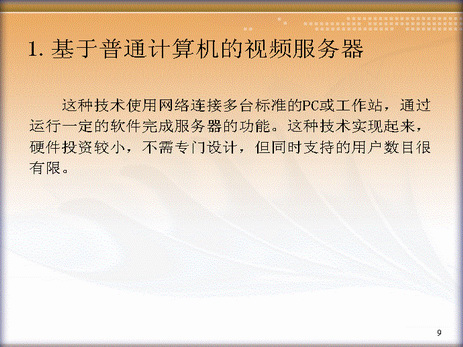 1. 基于普通计算机的视频服务器
这种技术使用网络连接多台标准的PC或工作站，通过
运行一定的软件完成服务器的功能。这种技术实现起来，
硬件投资较小，不需专门设计，但同时支持的用户数目很
有限。
9